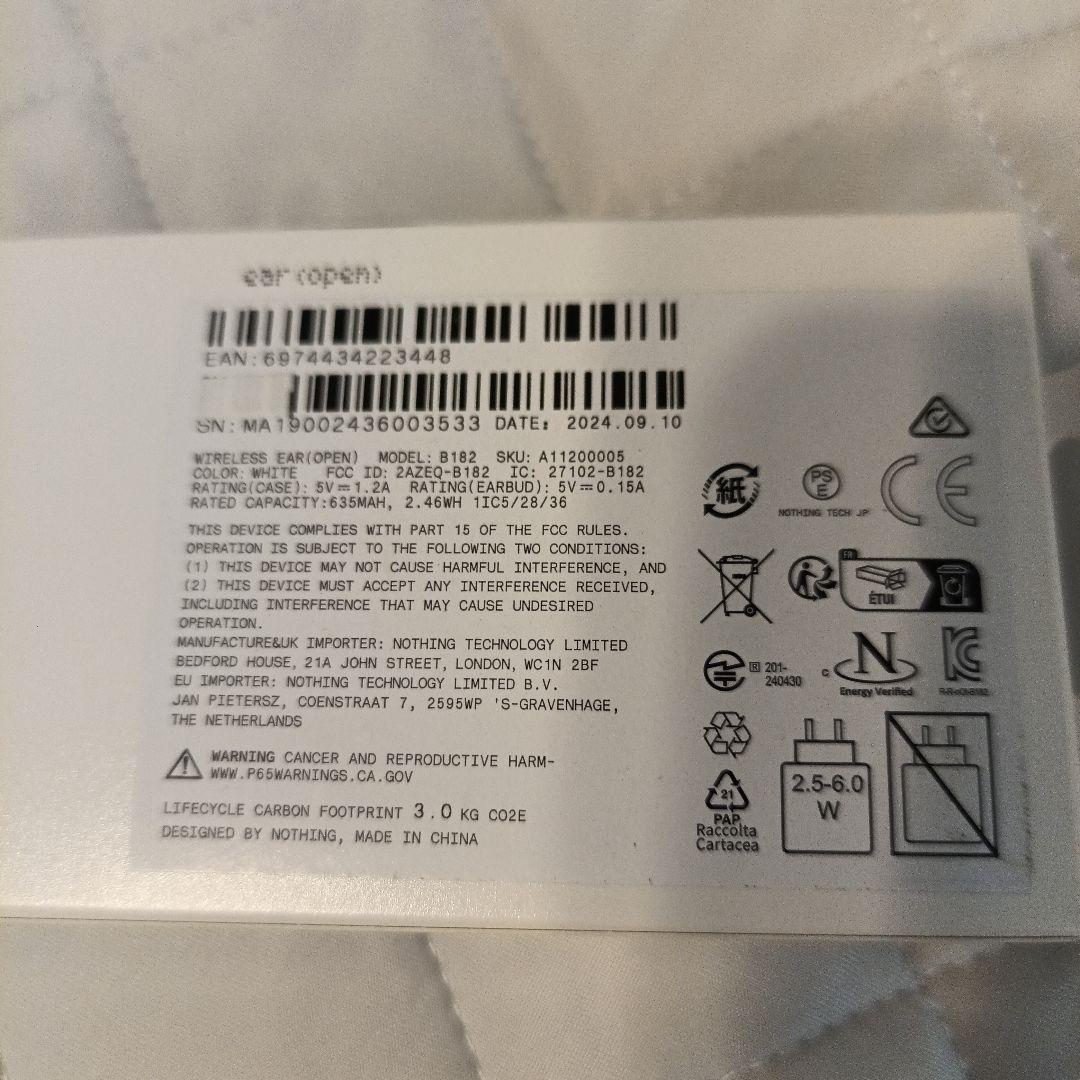 ear (open)
EAN: 6974434223448
SN: MA19002436003533 DATE: 2024.09.10
WIRELESS EAR(OPEN) MODEL: B182 SKU: A11200005
COLOR: WHITE FCC ID: 2AZEQ-B182 IC: 27102-B182
RATING(CASE): 5V⎓1.2A RATING(EARBUD): 5V⎓0.15A
RATED CAPACITY:635MAH, 2.46WH 1IC5/28/36
THIS DEVICE COMPLIES WITH PART 15 OF THE FCC RULES.
OPERATION IS SUBJECT TO THE FOLLOWING TWO CONDITIONS:
(1) THIS DEVICE MAY NOT CAUSE HARMFUL INTERFERENCE, AND
(2) THIS DEVICE MUST ACCEPT ANY INTERFERENCE RECEIVED,
INCLUDING INTERFERENCE THAT MAY CAUSE UNDESIRED
OPERATION.
MANUFACTURE&UK IMPORTER: NOTHING TECHNOLOGY LIMITED
BEDFORD HOUSE, 21A JOHN STREET, LONDON, WC1N 2BF
EU IMPORTER: NOTHING TECHNOLOGY LIMITED B.V.
JAN PIETERSZ, COENSTRAAT 7, 2595WP 'S-GRAVENHAGE,
THE NETHERLANDS
WARNING CANCER AND REPRODUCTIVE HARM-
WWW.P65WARNINGS.CA.GOV
LIFECYCLE CARBON FOOTPRINT 3.0 KG CO2E
DESIGNED BY NOTHING, MADE IN CHINA
紙
PS
E
NOTHING TECH JP
CE
FR
ÉTUI
R 201-
240430
C
N
Energy Verified
KC
21
PAP
Raccolta
Cartacea
2.5-6.0
W